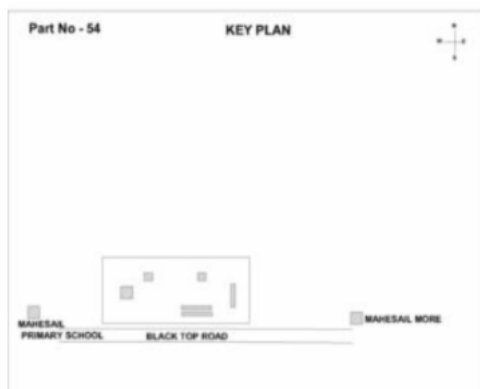 Part No - 54
KEY PLAN
N
W E
S
MAHESAIL MORE
MAHESAIL
PRIMARY SCHOOL
BLACK TOP ROAD